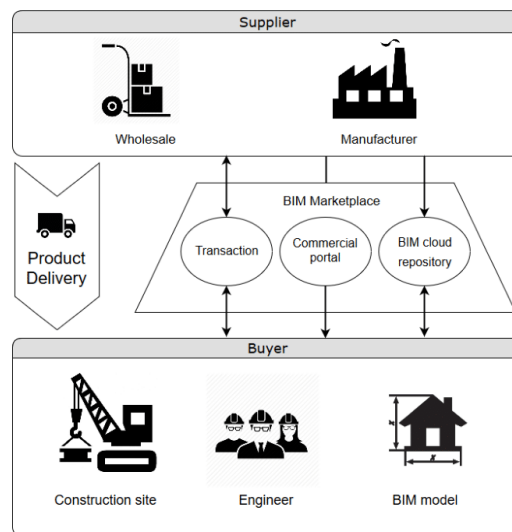 Supplier
Wholesale
Manufacturer
Product
Delivery
BIM Marketplace
Transaction
Commercial
portal
BIM cloud
repository
Buyer
Construction site
Engineer
BIM model
x
x